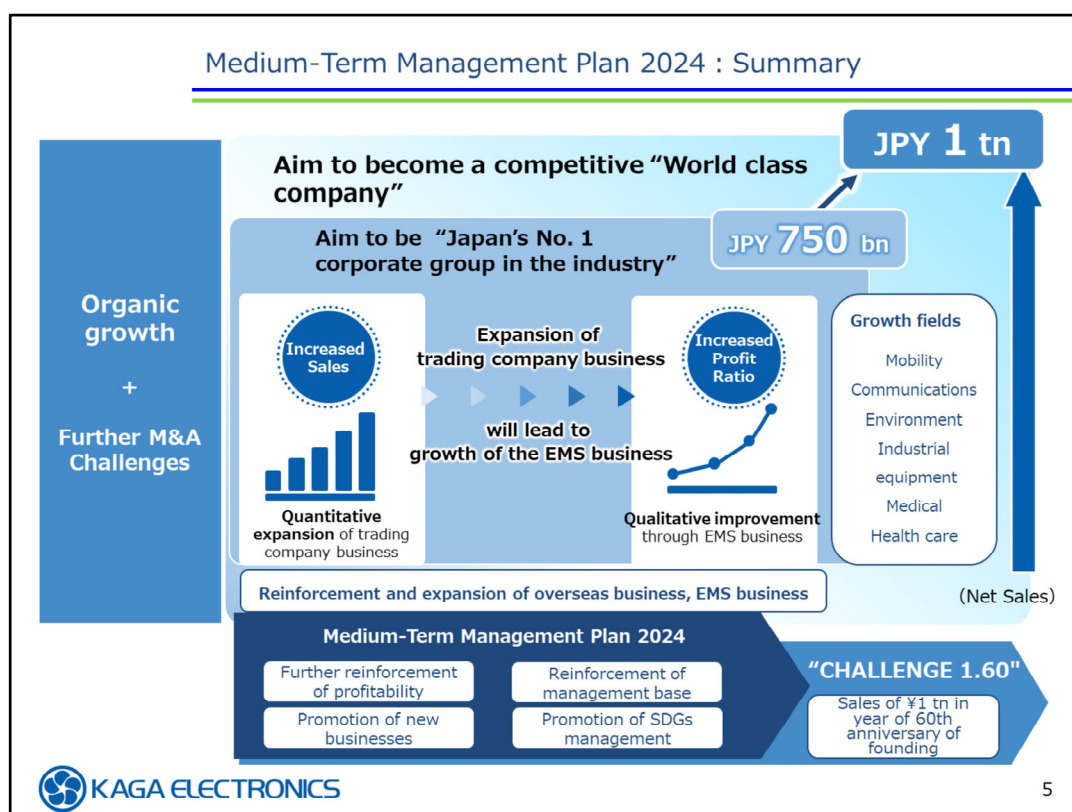 Medium-Term Management Plan 2024 : Summary
JPY 1 tn
Aim to become a competitive “World class
company”
JPY 750 bn
Aim to be “Japan’s No. 1
corporate group in the industry”
Organic
growth
+
Further M&A
Challenges
Increased
Sales
Quantitative
expansion of trading
company business
Expansion of
trading company business
will lead to
growth of the EMS business
Increased
Profit
Ratio
Qualitative improvement
through EMS business
Growth fields
Mobility
Communications
Environment
Industrial
equipment
Medical
Health care
(Net Sales)
Reinforcement and expansion of overseas business, EMS business
Medium-Term Management Plan 2024
Further reinforcement
of profitability
Reinforcement of
management base
Promotion of new
businesses
Promotion of SDGs
management
“CHALLENGE 1.60"
Sales of ¥1 tn in
year of 60th
anniversary of
founding
KAGA ELECTRONICS
5